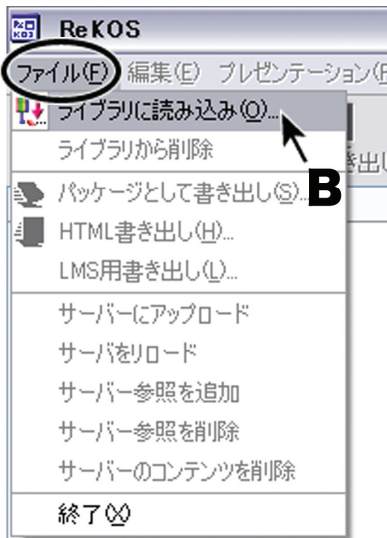 ReKOS
ファイル(F) 編集(E) プレゼンテーション(P
ライブラリに読み込み(O)...
ライブラリから削除
き出し
パッケージとして書き出し(S)...
B
HTML書き出し(H)...
LMS用書き出し(L)...
サーバーにアップロード
サーバをリロード
サーバー参照を追加
サーバー参照を削除
サーバーのコンテンツを削除
終了(X)